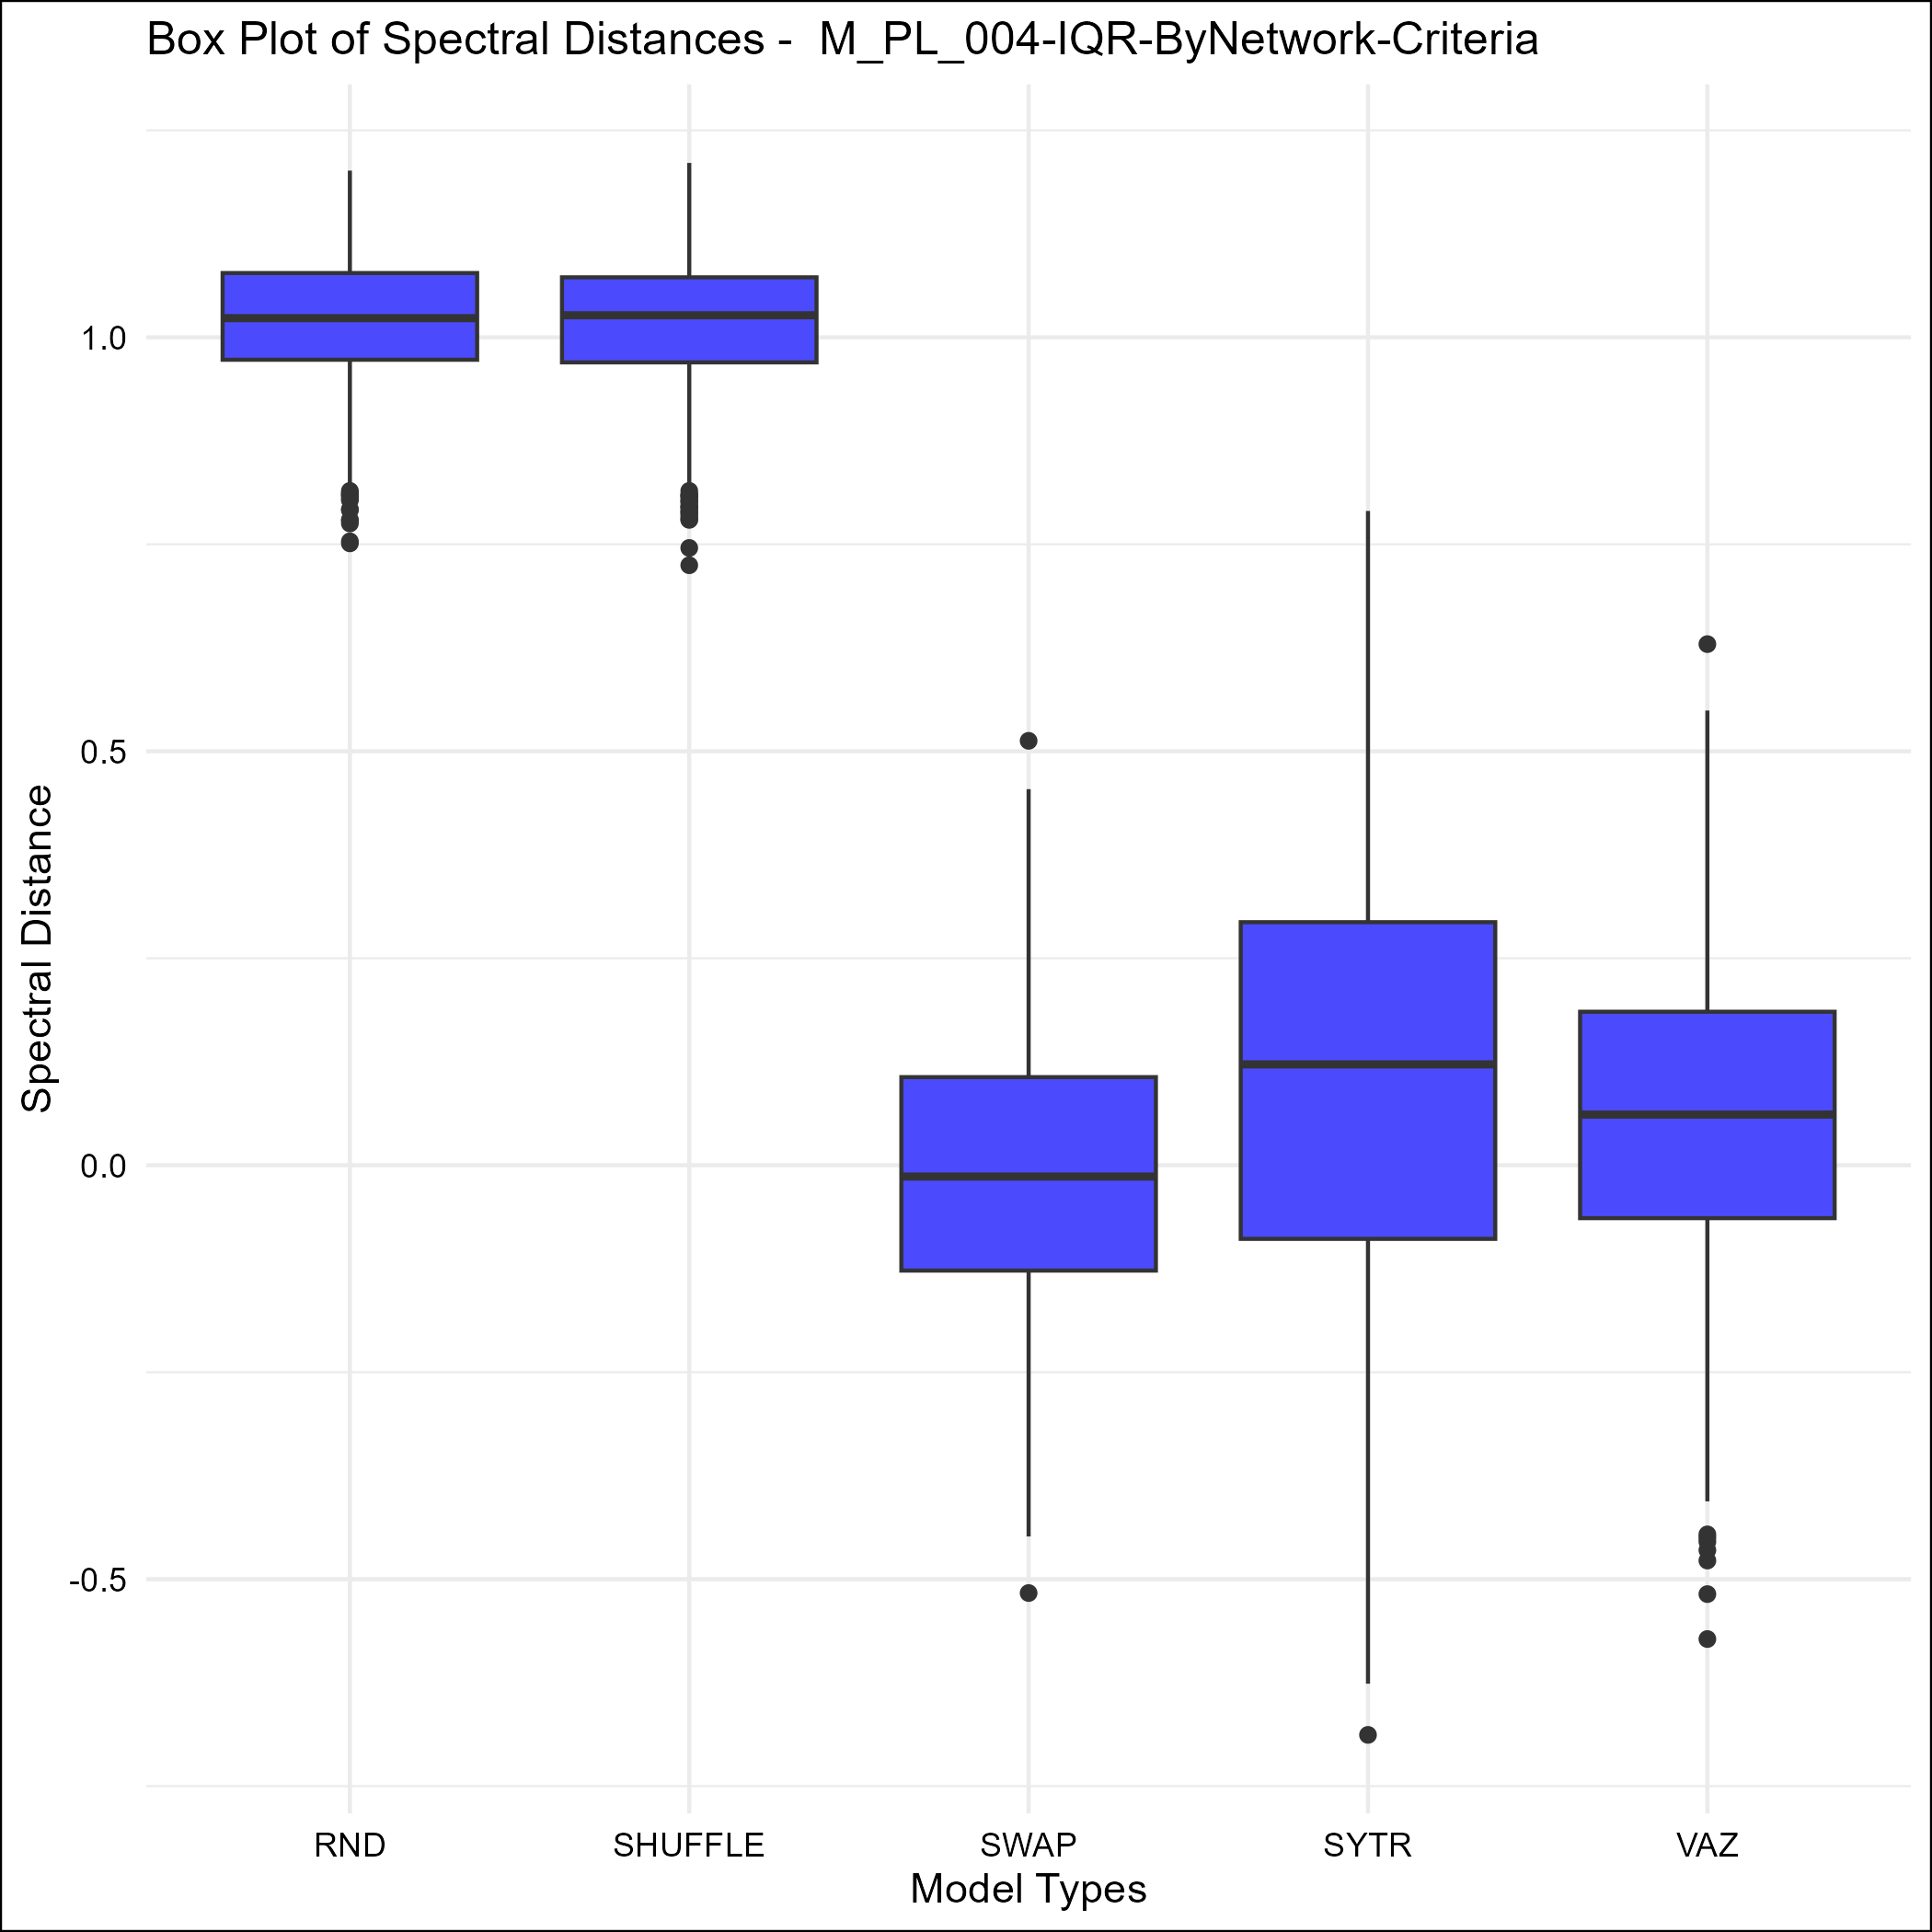 Box Plot of Spectral Distances -  M_PL_004-IQR-ByNetwork-Criteria
1.0
0.5
0.0
-0.5
Spectral Distance
RND SHUFFLE SWAP SYTR VAZ
Model Types